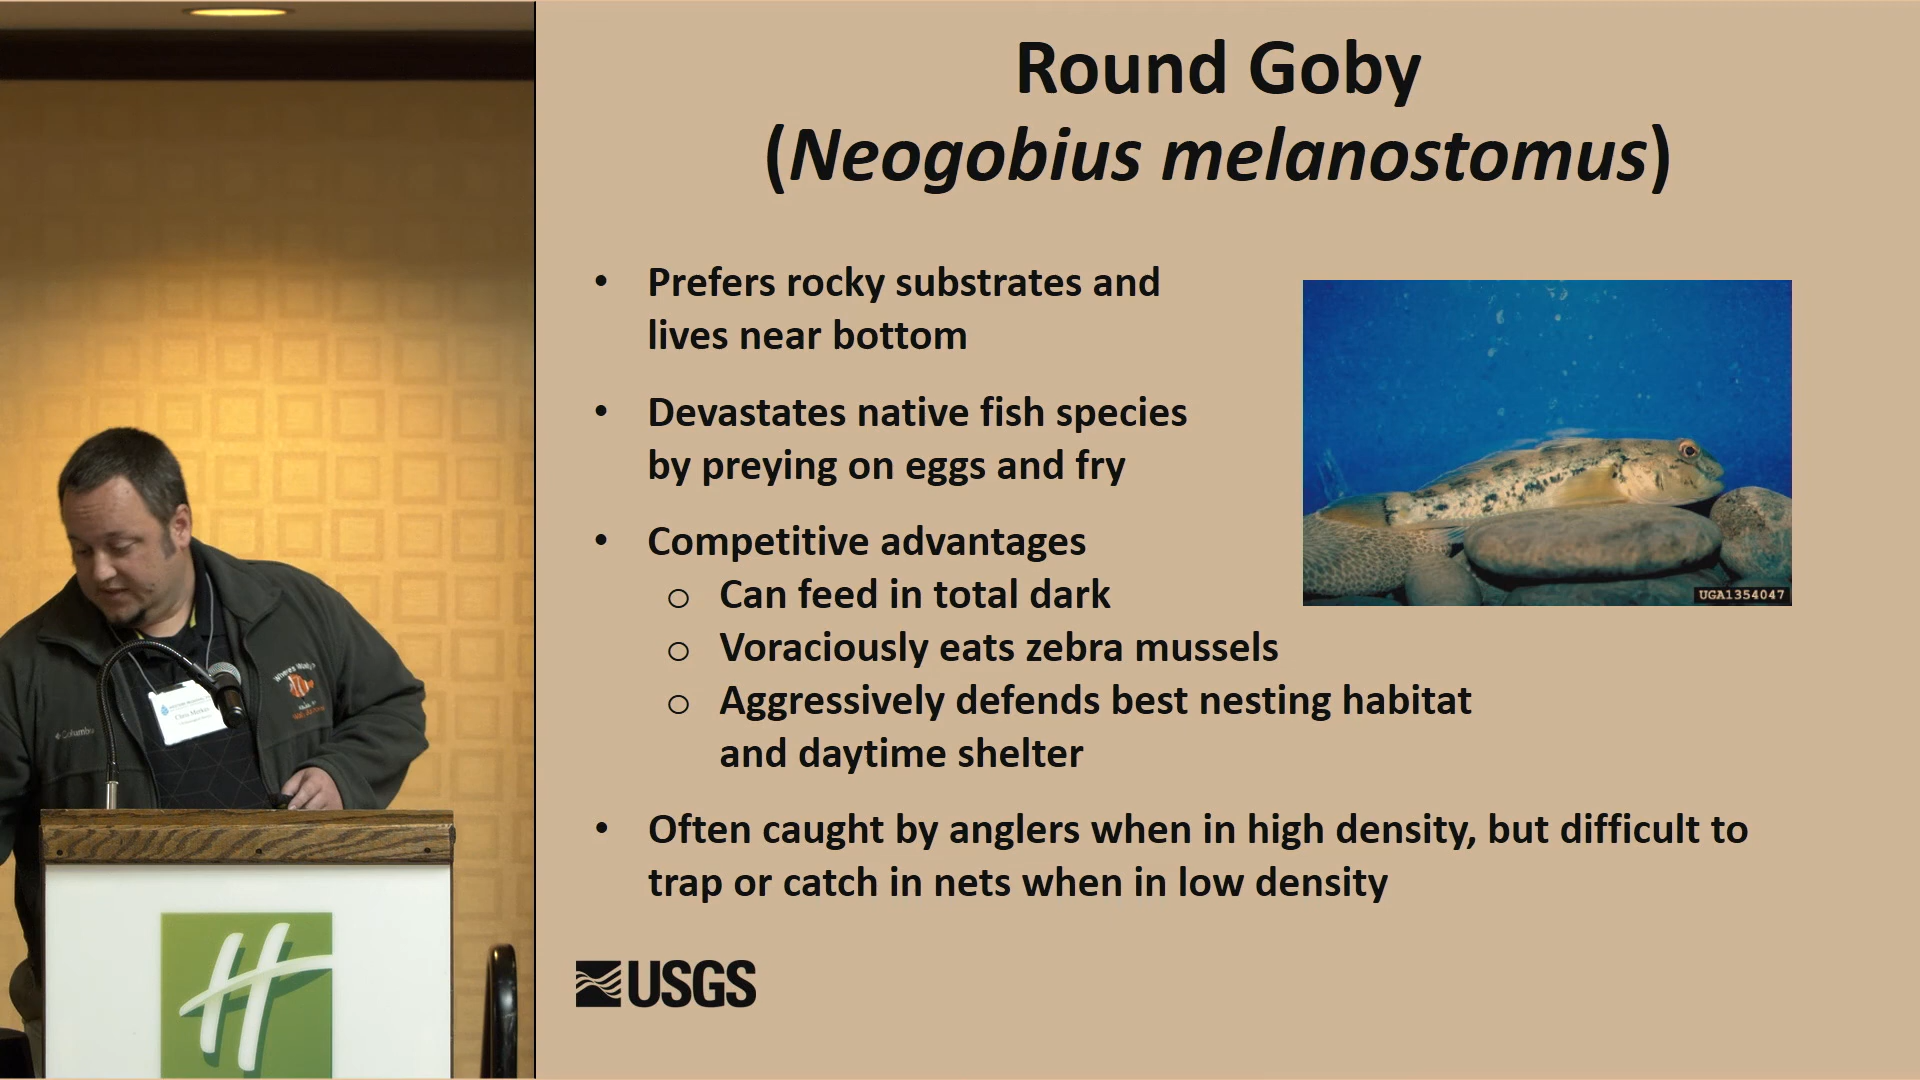 Round Goby
(Neogobius melanostomus)
• Prefers rocky substrates and
lives near bottom
• Devastates native fish species
by preying on eggs and fry
• Competitive advantages
o Can feed in total dark
o Voraciously eats zebra mussels
o Aggressively defends best nesting habitat
and daytime shelter
• Often caught by anglers when in high density, but difficult to
trap or catch in nets when in low density
UGA1354047
USGS
Columbia
Chris Merkes
H